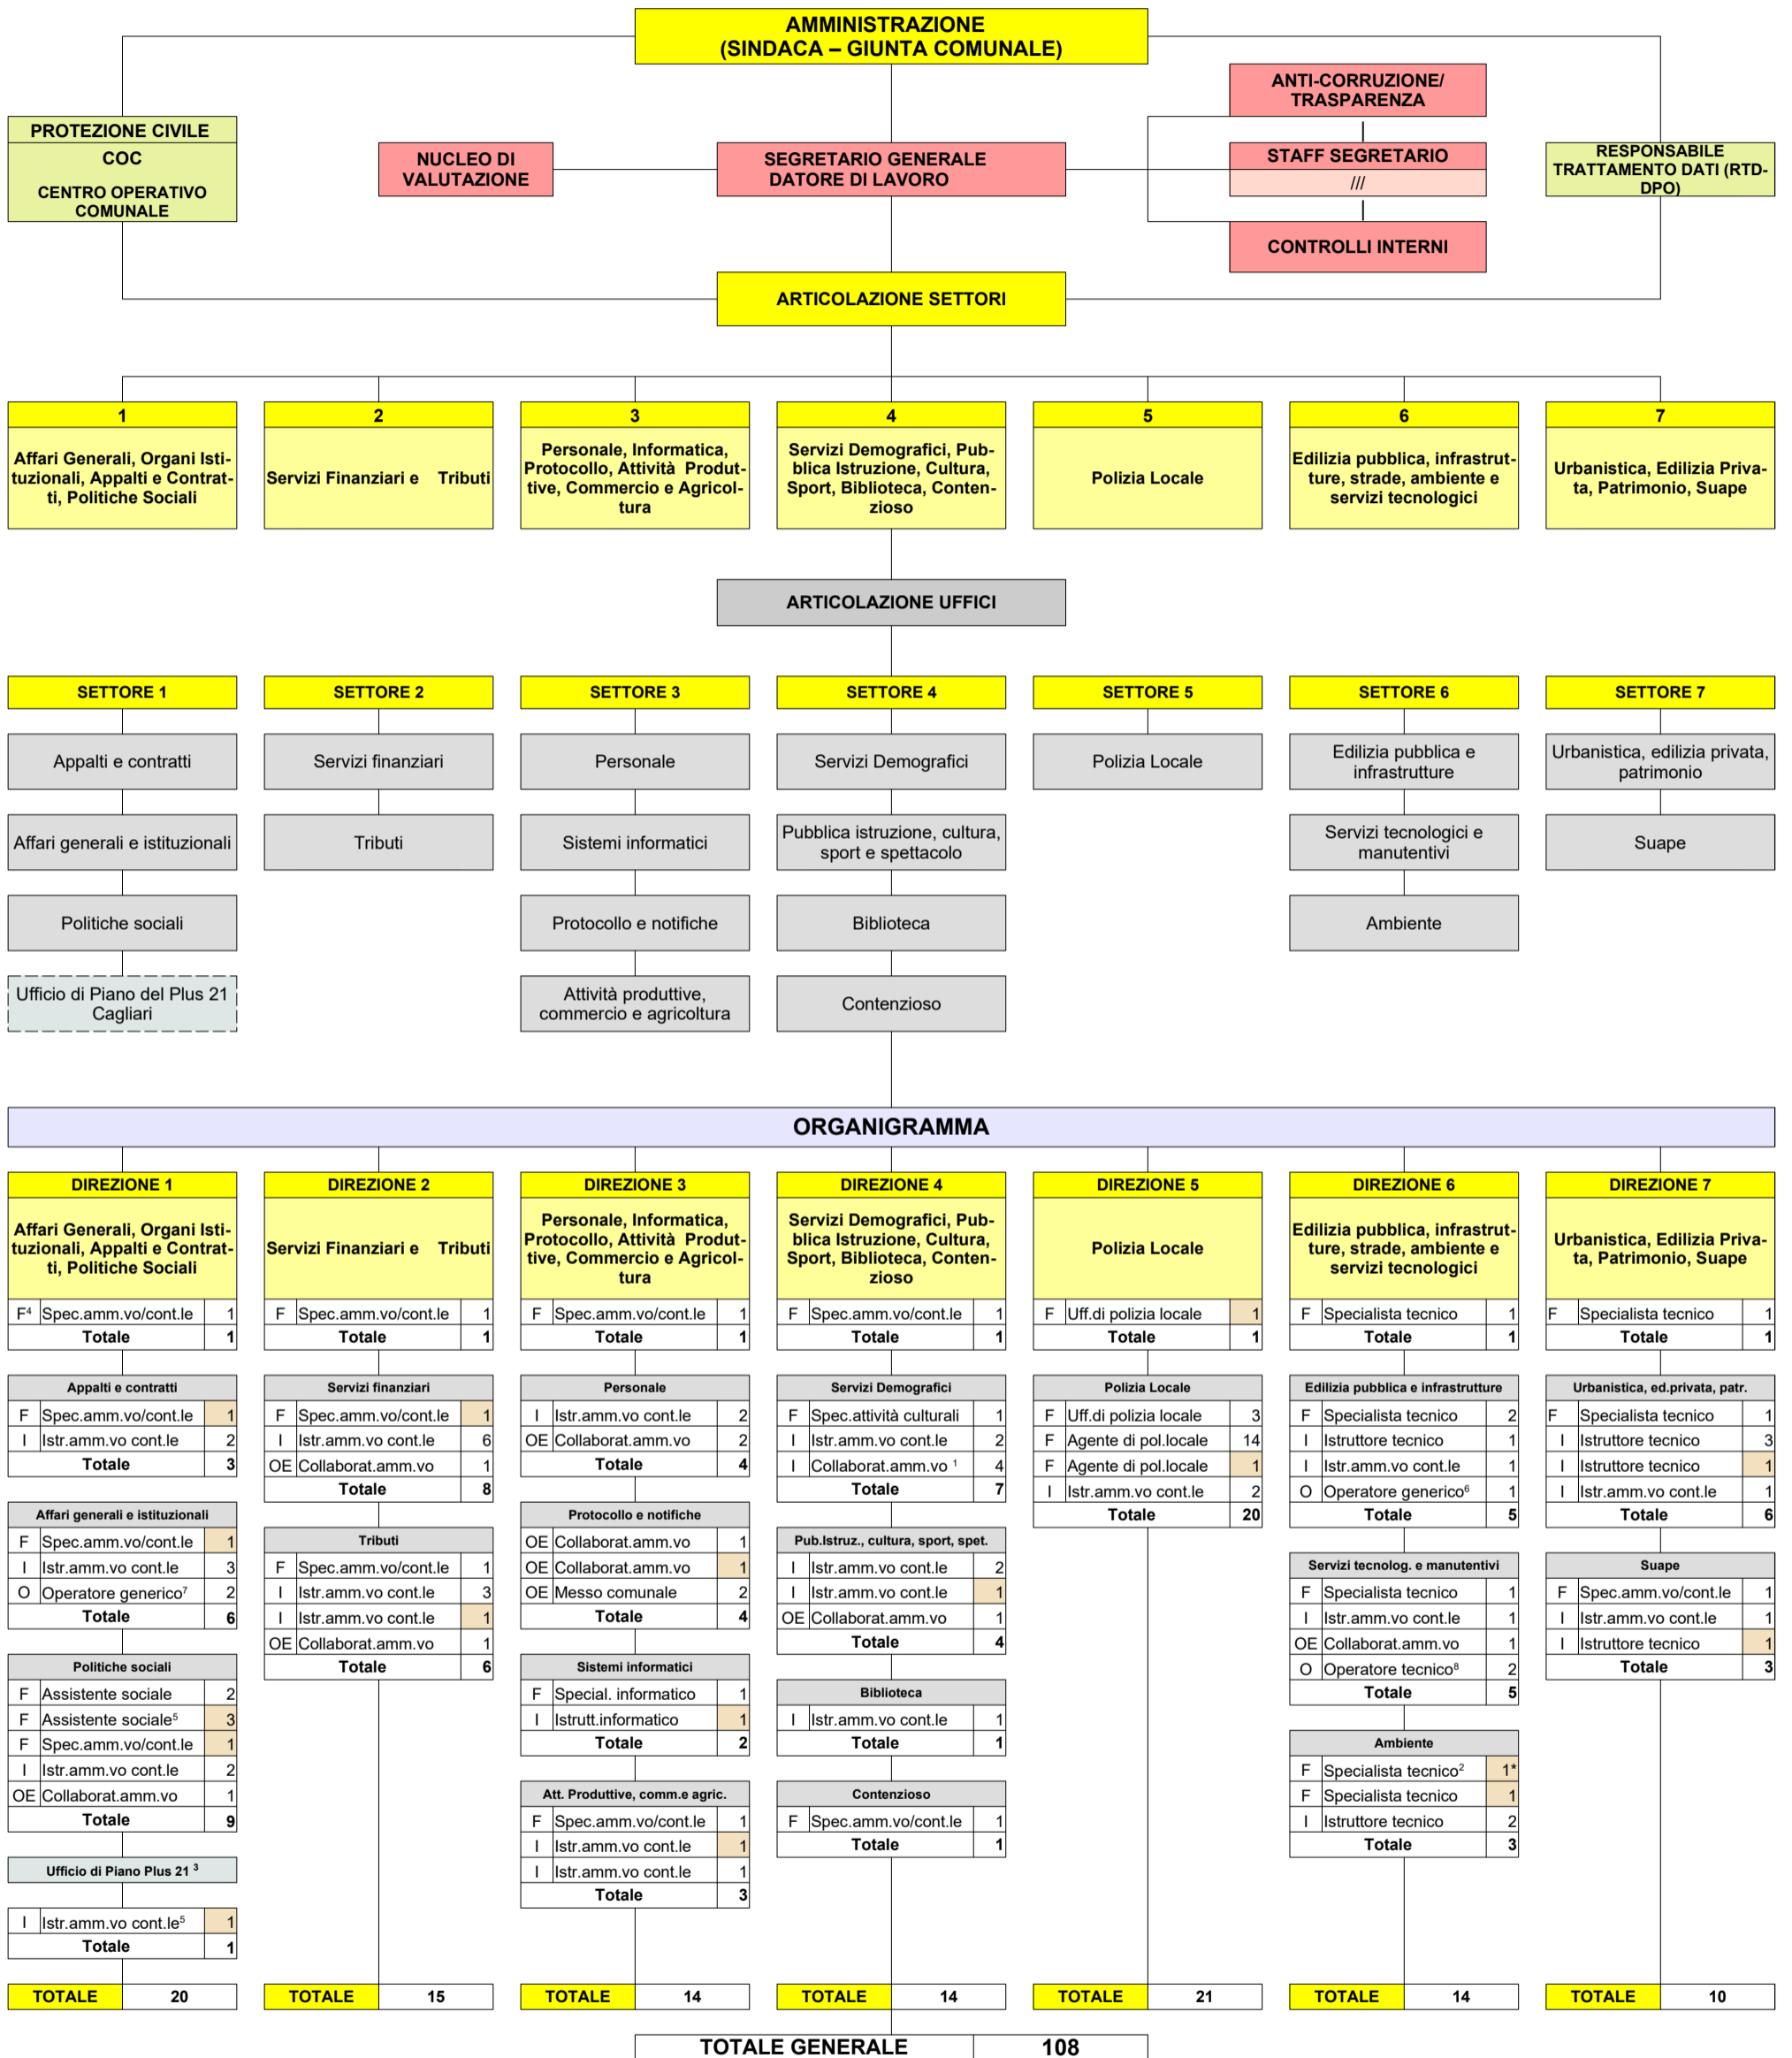 AMMINISTRAZIONE
(SINDACA – GIUNTA COMUNALE)
ANTI-CORRUZIONE/
TRASPARENZA
PROTEZIONE CIVILE
COC
CENTRO OPERATIVO
COMUNALE
NUCLEO DI
VALUTAZIONE
SEGRETARIO GENERALE
DATORE DI LAVORO
STAFF SEGRETARIO
///
RESPONSABILE
TRATTAMENTO DATI (RTD-
DPO)
CONTROLLI INTERNI
ARTICOLAZIONE SETTORI
1
Affari Generali, Organi Isti-
tuzionali, Appalti e Contrat-
ti, Politiche Sociali
2
Servizi Finanziari e Tributi
3
Personale, Informatica,
Protocollo, Attività Produt-
tive, Commercio e Agricol-
tura
4
Servizi Demografici, Pub-
blica Istruzione, Cultura,
Sport, Biblioteca, Conten-
zioso
5
Polizia Locale
6
Edilizia pubblica, infrastrut-
ture, strade, ambiente e
servizi tecnologici
7
Urbanistica, Edilizia Priva-
ta, Patrimonio, Suape
ARTICOLAZIONE UFFICI
SETTORE 1
Appalti e contratti
Affari generali e istituzionali
Politiche sociali
Ufficio di Piano del Plus 21
Cagliari
SETTORE 2
Servizi finanziari
Tributi
SETTORE 3
Personale
Sistemi informatici
Protocollo e notifiche
Attività produttive,
commercio e agricoltura
SETTORE 4
Servizi Demografici
Pubblica istruzione, cultura,
sport e spettacolo
Biblioteca
Contenzioso
SETTORE 5
Polizia Locale
SETTORE 6
Edilizia pubblica e
infrastrutture
Servizi tecnologici e
manutentivi
Ambiente
SETTORE 7
Urbanistica, edilizia privata,
patrimonio
Suape
ORGANIGRAMMA
DIREZIONE 1
Affari Generali, Organi Isti-
tuzionali, Appalti e Contrat-
ti, Politiche Sociali
F⁴ Spec.amm.vo/cont.le 1
Totale 1
Appalti e contratti
F Spec.amm.vo/cont.le 1
I Istr.amm.vo cont.le 2
Totale 3
Affari generali e istituzionali
F Spec.amm.vo/cont.le 1
I Istr.amm.vo cont.le 3
O Operatore generico⁷ 2
Totale 6
Politiche sociali
F Assistente sociale 2
F Assistente sociale⁵ 3
F Spec.amm.vo/cont.le 1
I Istr.amm.vo cont.le 2
OE Collaborat.amm.vo 1
Totale 9
Ufficio di Piano Plus 21 ³
I Istr.amm.vo cont.le⁵ 1
Totale 1
TOTALE 20
DIREZIONE 2
Servizi Finanziari e Tributi
F Spec.amm.vo/cont.le 1
Totale 1
Servizi finanziari
F Spec.amm.vo/cont.le 1
I Istr.amm.vo cont.le 6
OE Collaborat.amm.vo 1
Totale 8
Tributi
F Spec.amm.vo/cont.le 1
I Istr.amm.vo cont.le 3
I Istr.amm.vo cont.le 1
OE Collaborat.amm.vo 1
Totale 6
TOTALE 15
DIREZIONE 3
Personale, Informatica,
Protocollo, Attività Produt-
tive, Commercio e Agricol-
tura
F Spec.amm.vo/cont.le 1
Totale 1
Personale
I Istr.amm.vo cont.le 2
OE Collaborat.amm.vo 2
Totale 4
Protocollo e notifiche
OE Collaborat.amm.vo 1
OE Collaborat.amm.vo 1
OE Messo comunale 2
Totale 4
Sistemi informatici
F Special. informatico 1
I Istrutt.informatico 1
Totale 2
Att. Produttive, comm.e agric.
F Spec.amm.vo/cont.le 1
I Istr.amm.vo cont.le 1
I Istr.amm.vo cont.le 1
Totale 3
TOTALE 14
DIREZIONE 4
Servizi Demografici, Pub-
blica Istruzione, Cultura,
Sport, Biblioteca, Conten-
zioso
F Spec.amm.vo/cont.le 1
Totale 1
Servizi Demografici
F Spec.attività culturali 1
I Istr.amm.vo cont.le 2
I Collaborat.amm.vo ¹ 4
Totale 7
Pub.Istruz., cultura, sport, spet.
I Istr.amm.vo cont.le 2
I Istr.amm.vo cont.le 1
OE Collaborat.amm.vo 1
Totale 4
Biblioteca
I Istr.amm.vo cont.le 1
Totale 1
Contenzioso
F Spec.amm.vo/cont.le 1
Totale 1
TOTALE 14
DIREZIONE 5
Polizia Locale
F Uff.di polizia locale 1
Totale 1
Polizia Locale
F Uff.di polizia locale 3
F Agente di pol.locale 14
F Agente di pol.locale 1
I Istr.amm.vo cont.le 2
Totale 20
TOTALE 21
DIREZIONE 6
Edilizia pubblica, infrastrut-
ture, strade, ambiente e
servizi tecnologici
F Specialista tecnico 1
Totale 1
Edilizia pubblica e infrastrutture
F Specialista tecnico 2
I Istruttore tecnico 1
I Istr.amm.vo cont.le 1
O Operatore generico⁶ 1
Totale 5
Servizi tecnolog. e manutentivi
F Specialista tecnico 1
I Istr.amm.vo cont.le 1
OE Collaborat.amm.vo 1
O Operatore tecnico⁸ 2
Totale 5
Ambiente
F Specialista tecnico² 1*
F Specialista tecnico 1
I Istruttore tecnico 2
Totale 3
TOTALE 14
DIREZIONE 7
Urbanistica, Edilizia Priva-
ta, Patrimonio, Suape
F Specialista tecnico 1
Totale 1
Urbanistica, ed.privata, patr.
F Specialista tecnico 1
I Istruttore tecnico 3
I Istruttore tecnico 1
I Istr.amm.vo cont.le 1
Totale 6
Suape
F Spec.amm.vo/cont.le 1
I Istr.amm.vo cont.le 1
I Istruttore tecnico 1
Totale 3
TOTALE 10
TOTALE GENERALE 108